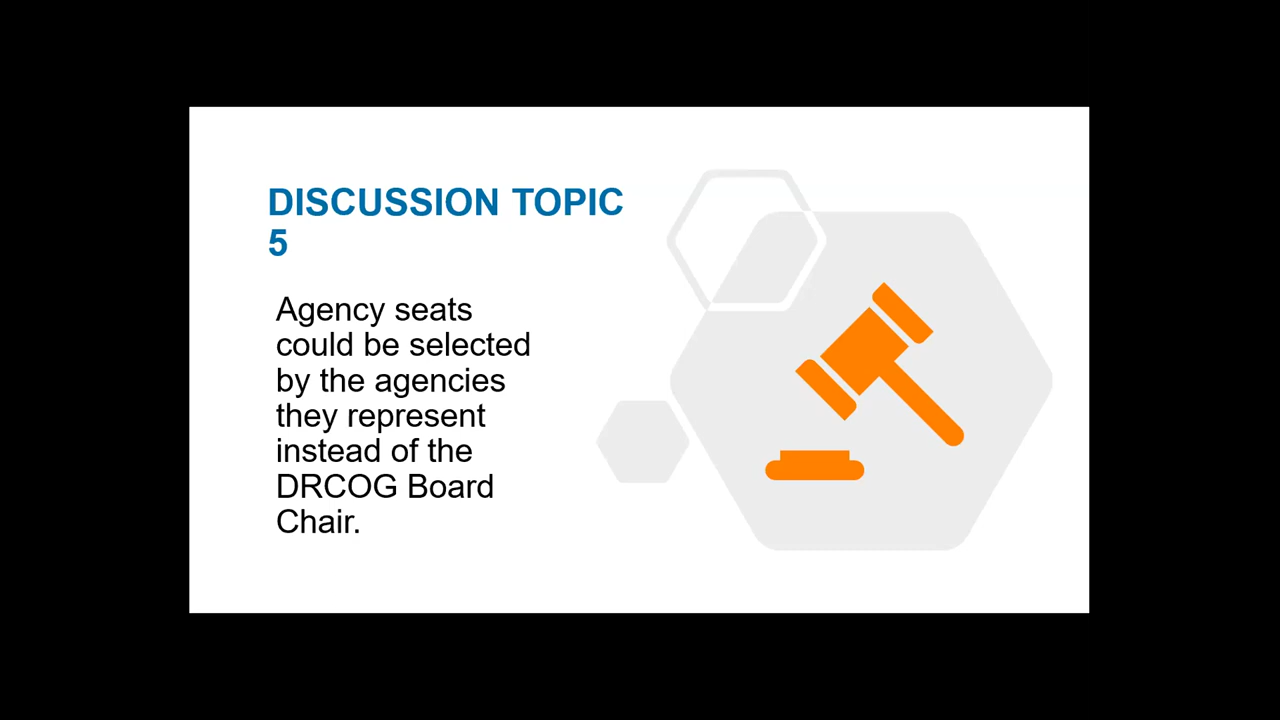 DISCUSSION TOPIC
5
Agency seats
could be selected
by the agencies
they represent
instead of the
DRCOG Board
Chair.